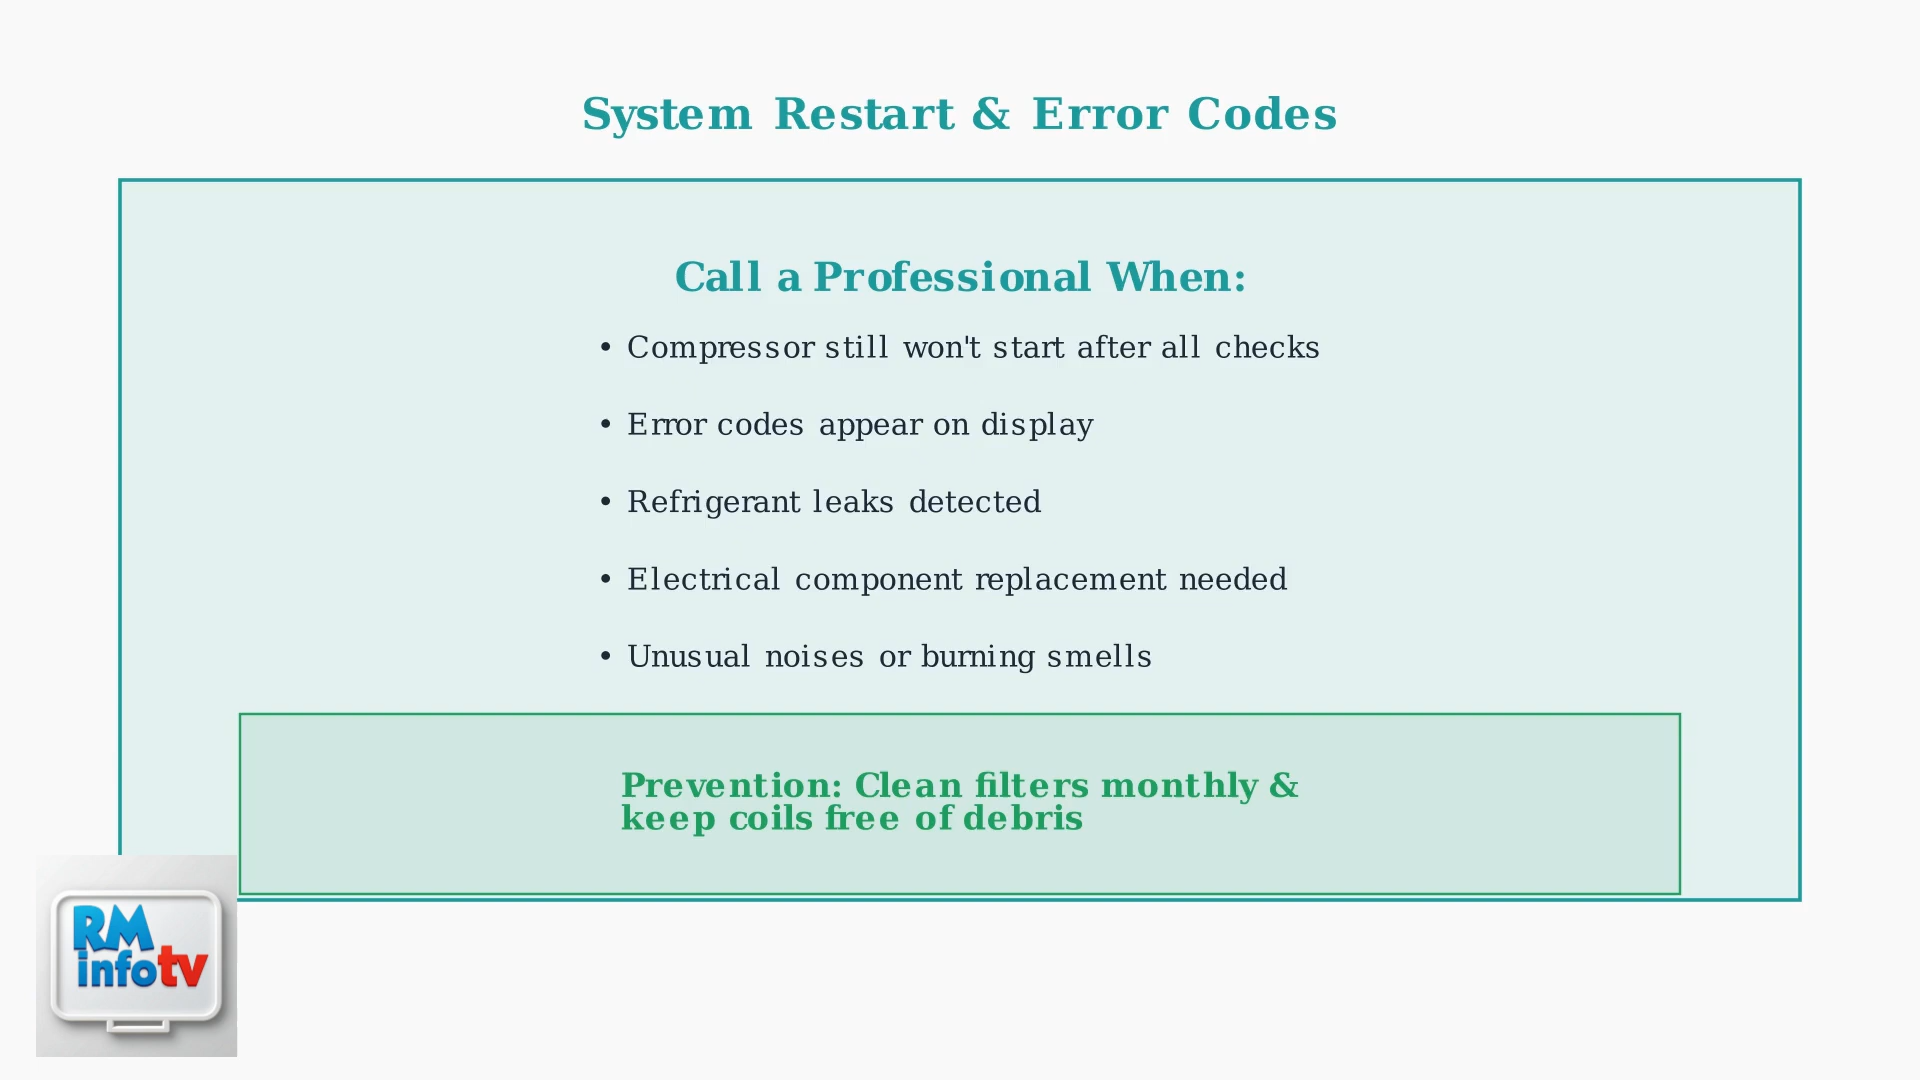 System Restart & Error Codes
Call a Professional When:
• Compressor still won't start after all checks
• Error codes appear on display
• Refrigerant leaks detected
• Electrical component replacement needed
• Unusual noises or burning smells
Prevention: Clean filters monthly &
keep coils free of debris
RM
infotv